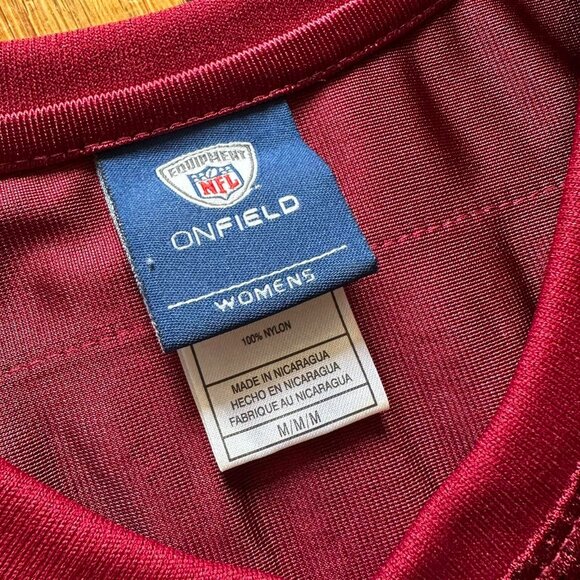 EQUIPMENT
NFL
ONFIELD
WOMENS
100% NYLON
MADE IN NICARAGUA
HECHO EN NICARAGUA
FABRIQUE AU NICARAGUA
M/M/M